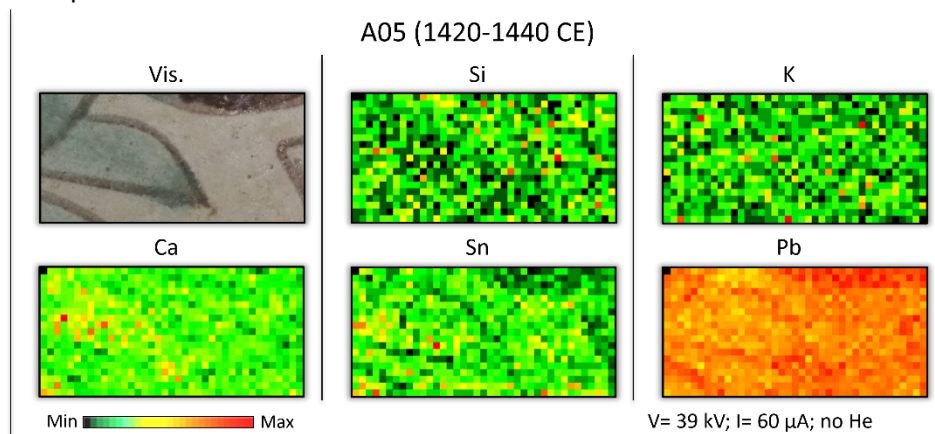 A05 (1420-1440 CE)
Vis.
Si
K
Ca
Sn
Pb
Min
Max
V= 39 kV; I= 60 µA; no He